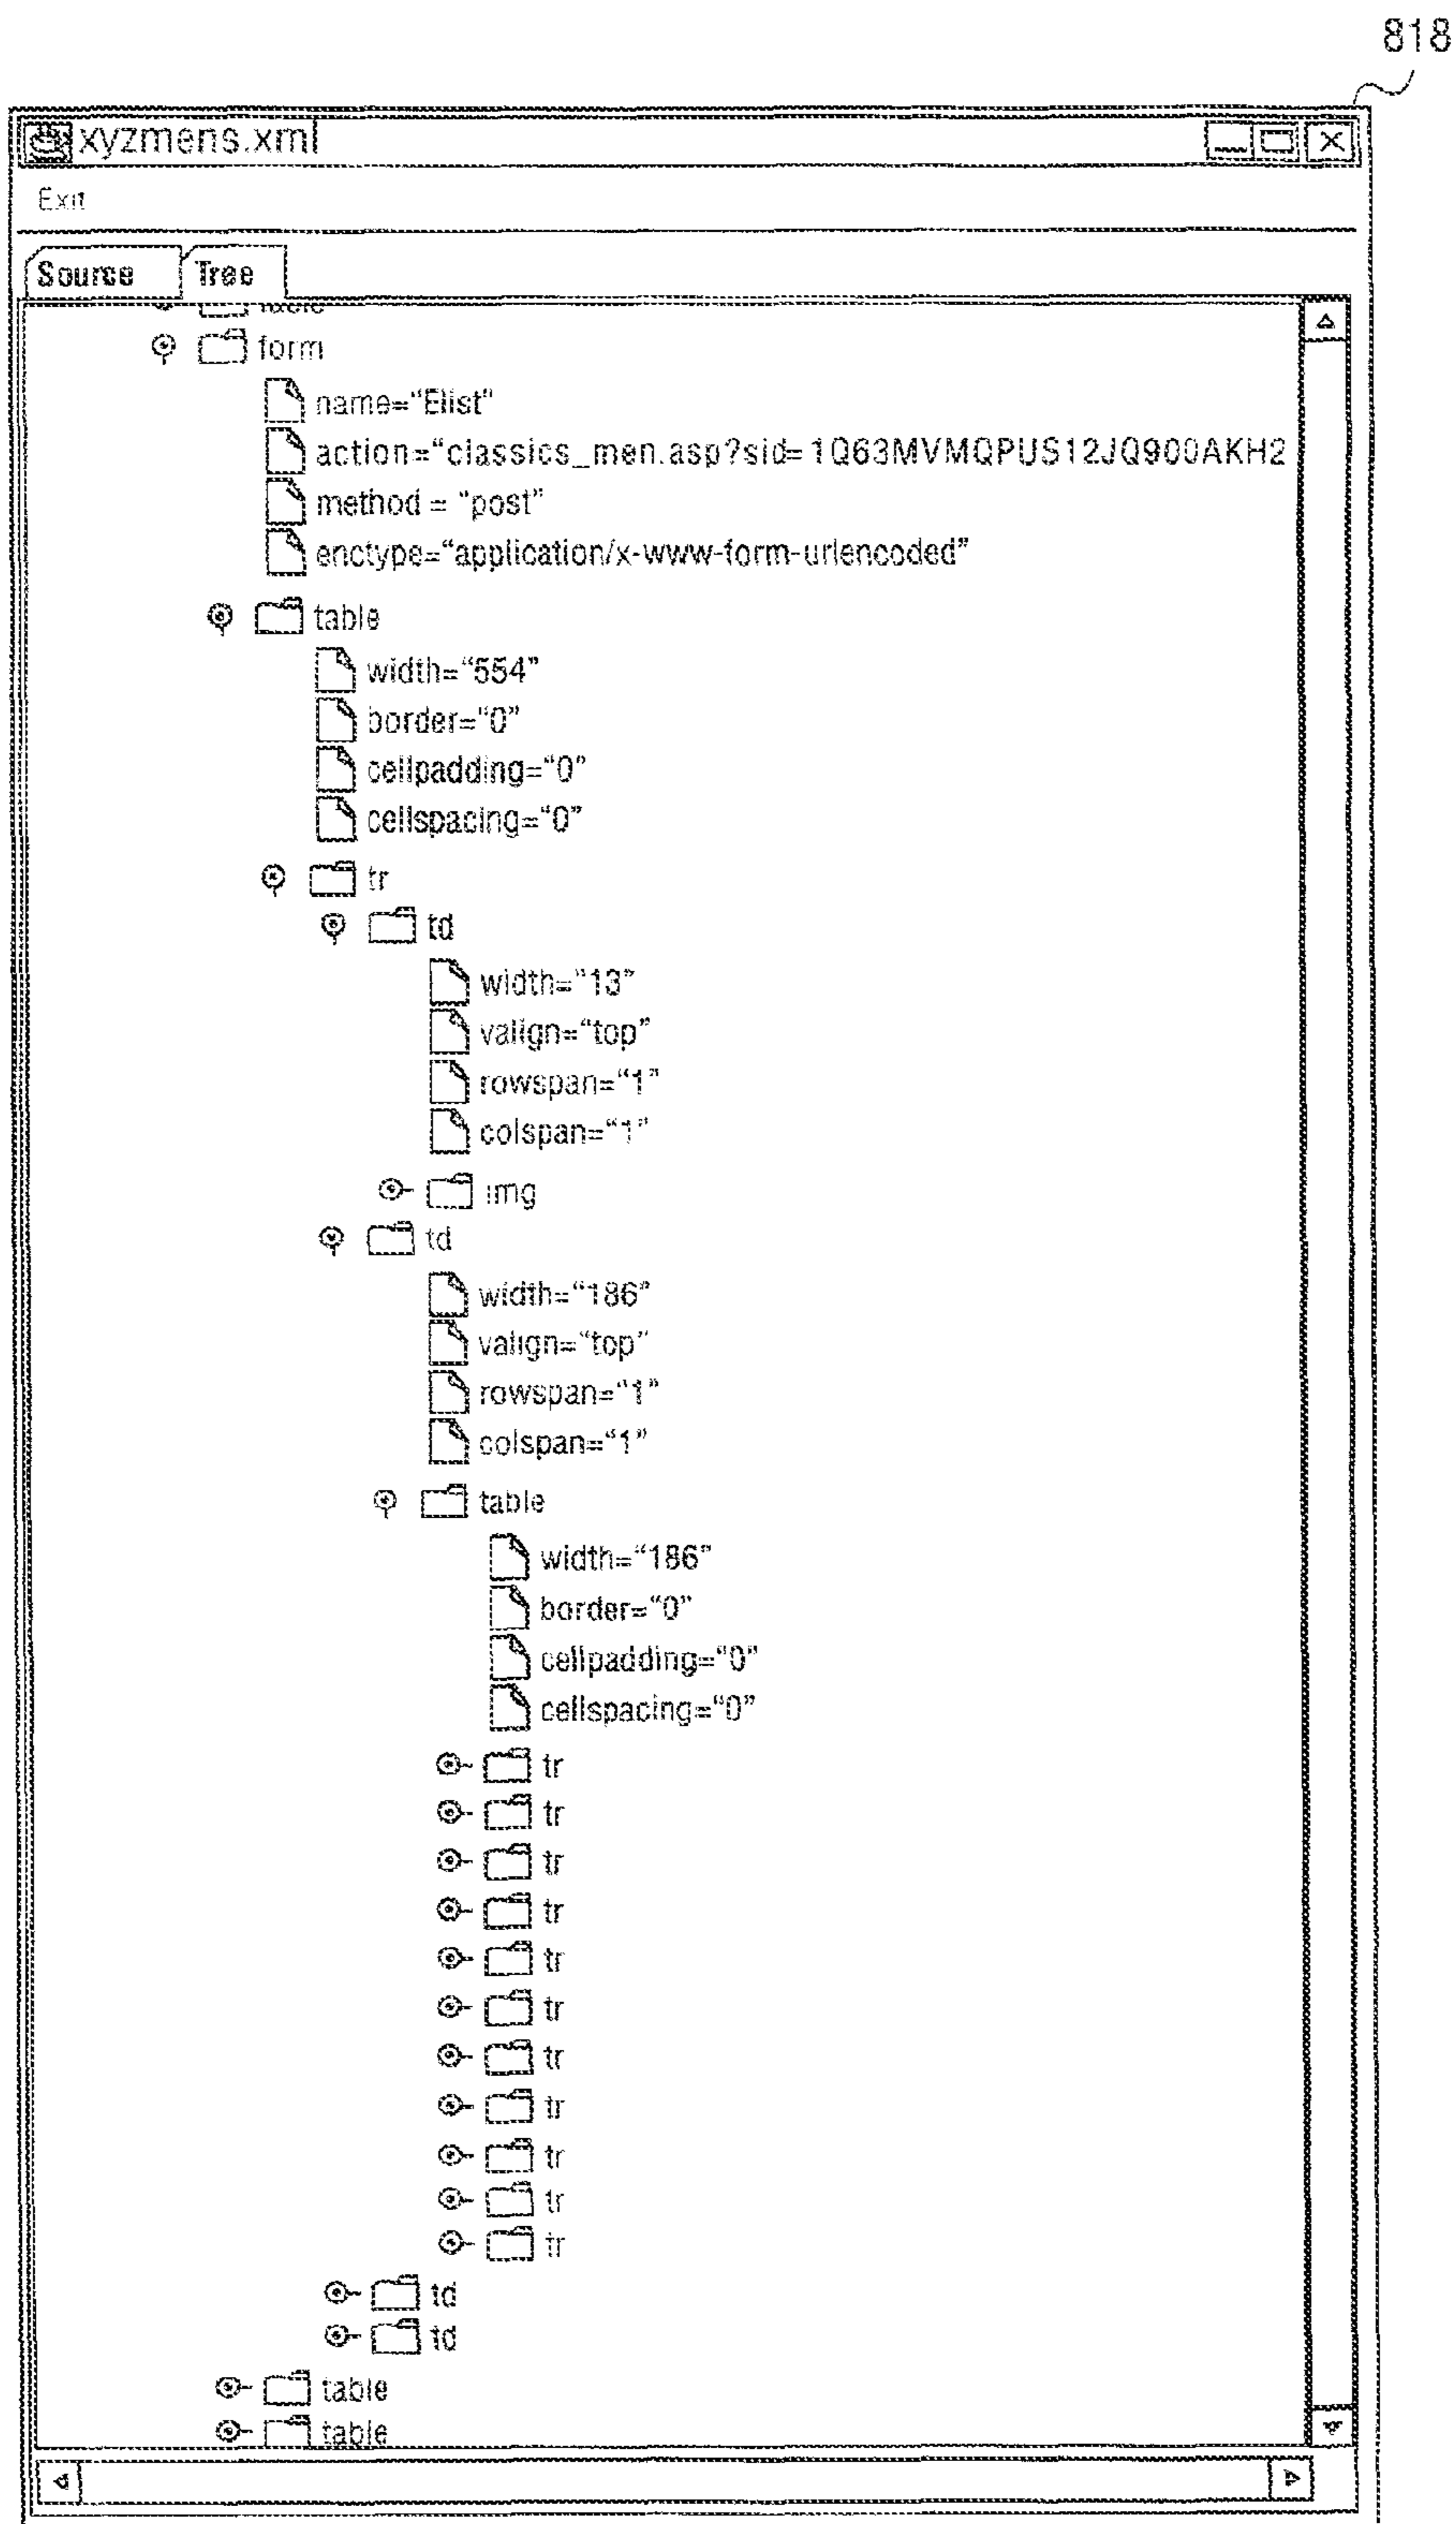 818
xyzmens.xml
Exit
Source Tree
table
form
name="Elist"
action="classics_men.asp?sid=1Q63MVMQPUS12JQ900AKH2
method = "post"
enctype="application/x-www-form-urlencoded"
table
width="554"
border="0"
cellpadding="0"
cellspacing="0"
tr
td
width="13"
valign="top"
rowspan="1"
colspan="1"
img
td
width="186"
valign="top"
rowspan="1"
colspan="1"
table
width="186"
border="0"
cellpadding="0"
cellspacing="0"
tr
tr
tr
tr
tr
tr
tr
tr
tr
tr
tr
td
td
table
table